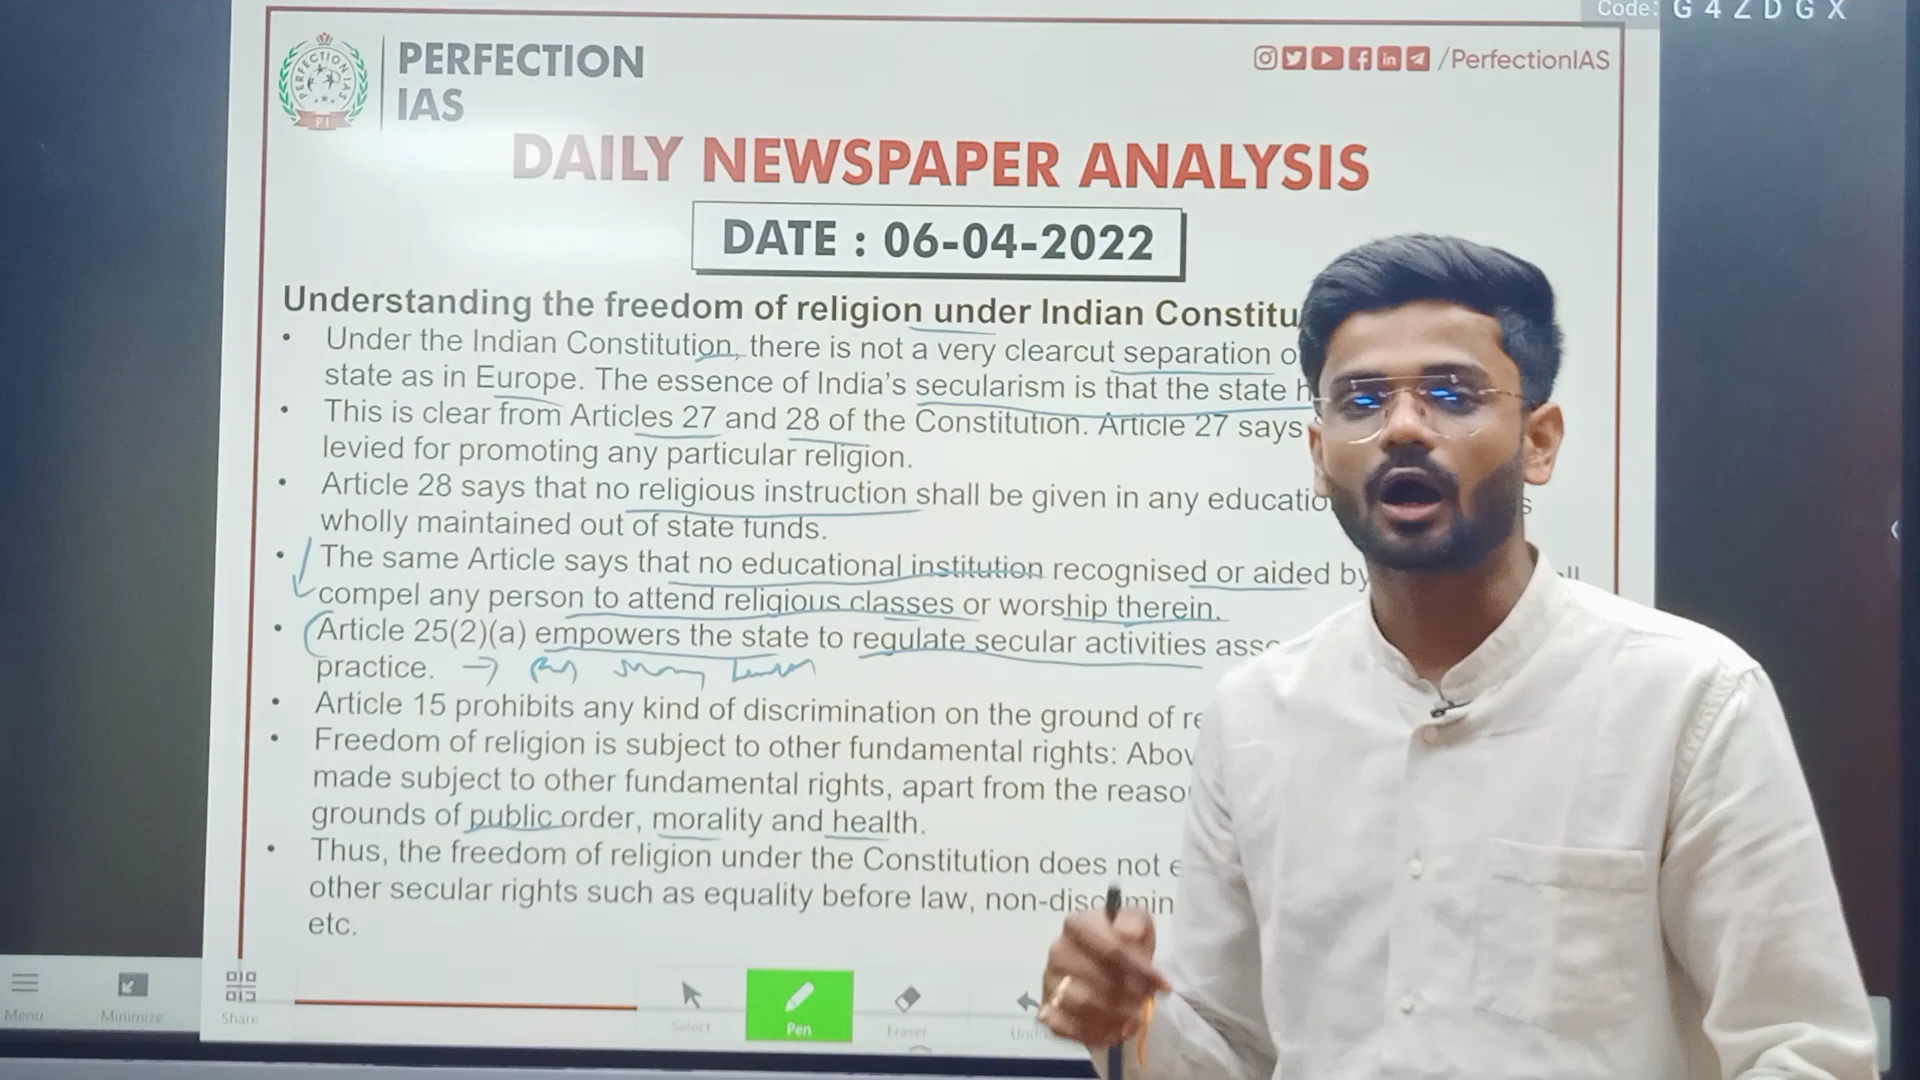 Code: G 4 Z D G X
PERFECTION IAS
PERFECTION
IAS
PI
/PerfectionIAS
DAILY NEWSPAPER ANALYSIS
DATE : 06-04-2022
Understanding the freedom of religion under Indian Constitu
• Under the Indian Constitution, there is not a very clearcut separation o
state as in Europe. The essence of India's secularism is that the state h
• This is clear from Articles 27 and 28 of the Constitution. Article 27 says
levied for promoting any particular religion.
• Article 28 says that no religious instruction shall be given in any educatio s
wholly maintained out of state funds.
• The same Article says that no educational institution recognised or aided by ll
compel any person to attend religious classes or worship therein.
• Article 25(2)(a) empowers the state to regulate secular activities asso
practice.
• Article 15 prohibits any kind of discrimination on the ground of re
• Freedom of religion is subject to other fundamental rights: Abov
made subject to other fundamental rights, apart from the reaso
grounds of public order, morality and health.
• Thus, the freedom of religion under the Constitution does not e
other secular rights such as equality before law, non-discrimin
etc.
Menu
Minimize
Share
Select
Pen
Eraser
Undo